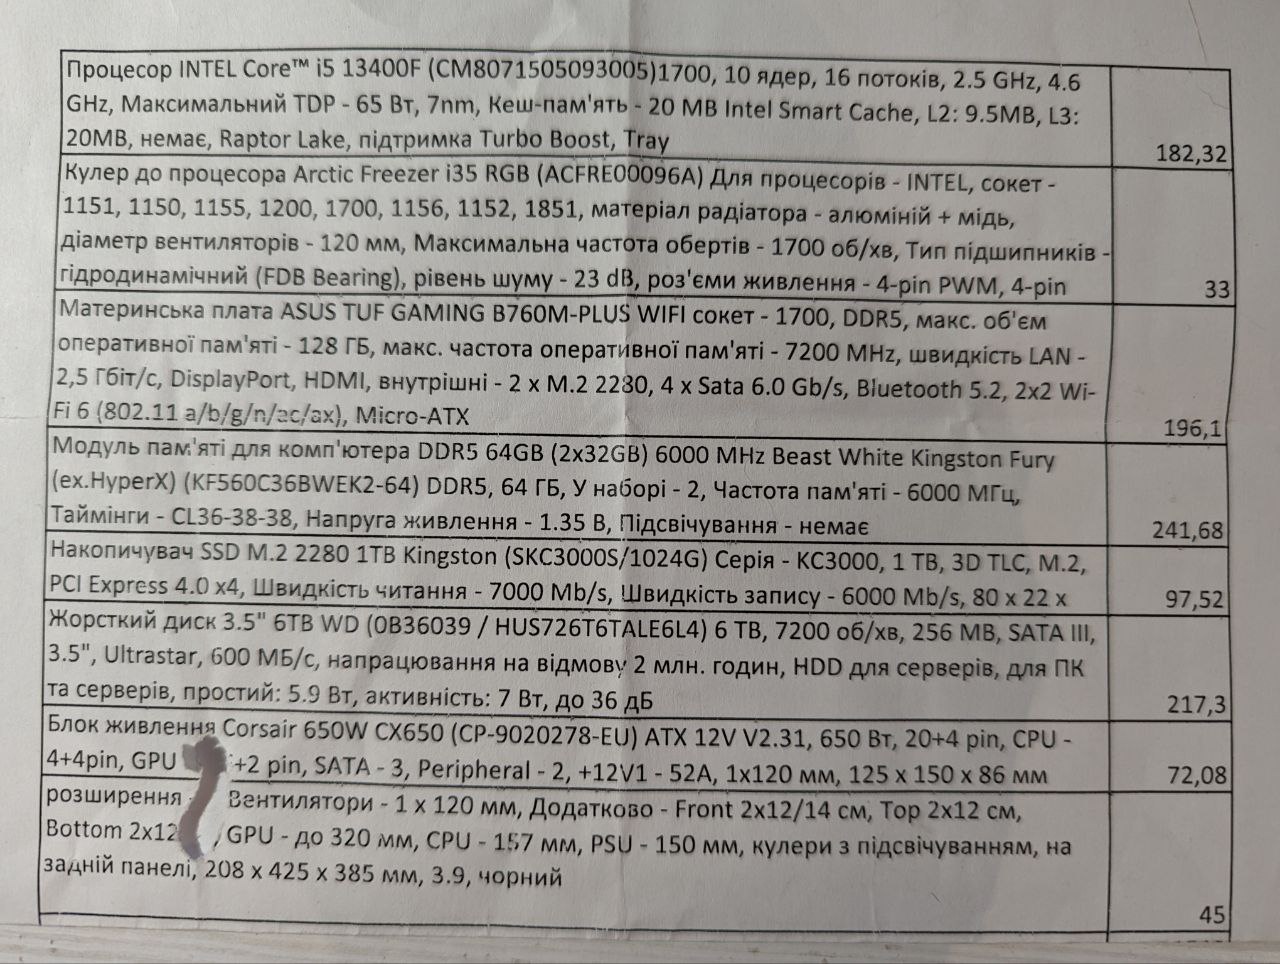 Процесор INTEL Core™ i5 13400F (CM8071505093005)1700, 10 ядер, 16 потоків, 2.5 GHz, 4.6
GHz, Максимальний TDP - 65 Вт, 7nm, Кеш-пам'ять - 20 MB Intel Smart Cache, L2: 9.5MB, L3:
20MB, немає, Raptor Lake, підтримка Turbo Boost, Tray
182,32
Кулер до процесора Arctic Freezer i35 RGB (ACFRE00096A) Для процесорів - INTEL, сокет -
1151, 1150, 1155, 1200, 1700, 1156, 1152, 1851, матеріал радіатора - алюміній + мідь,
діаметр вентиляторів - 120 мм, Максимальна частота обертів - 1700 об/хв, Тип підшипників -
гідродинамічний (FDB Bearing), рівень шуму - 23 dB, роз'єми живлення - 4-pin PWM, 4-pin
33
Материнська плата ASUS TUF GAMING B760M-PLUS WIFI сокет - 1700, DDR5, макс. об'єм
оперативної пам'яті - 128 ГБ, макс. частота оперативної пам'яті - 7200 MHz, швидкість LAN -
2,5 Гбіт/с, DisplayPort, HDMI, внутрішні - 2 x M.2 2280, 4 x Sata 6.0 Gb/s, Bluetooth 5.2, 2x2 Wi-
Fi 6 (802.11 a/b/g/n/ac/ax), Micro-ATX
196,1
Модуль пам'яті для комп'ютера DDR5 64GB (2x32GB) 6000 MHz Beast White Kingston Fury
(ex.HyperX) (KF560C36BWEK2-64) DDR5, 64 ГБ, У наборі - 2, Частота пам'яті - 6000 МГц,
Таймінги - CL36-38-38, Напруга живлення - 1.35 В, Підсвічування - немає
241,68
Накопичувач SSD M.2 2280 1TB Kingston (SKC3000S/1024G) Серія - KC3000, 1 TB, 3D TLC, M.2,
PCI Express 4.0 x4, Швидкість читання - 7000 Mb/s, Швидкість запису - 6000 Mb/s, 80 x 22 x
97,52
Жорсткий диск 3.5" 6TB WD (0B36039 / HUS726T6TALE6L4) 6 TB, 7200 об/хв, 256 MB, SATA III,
3.5", Ultrastar, 600 МБ/с, напрацювання на відмову 2 млн. годин, HDD для серверів, для ПК
та серверів, простий: 5.9 Вт, активність: 7 Вт, до 36 дБ
217,3
Блок живлення Corsair 650W CX650 (CP-9020278-EU) ATX 12V V2.31, 650 Вт, 20+4 pin, CPU -
4+4pin, GPU +2 pin, SATA - 3, Peripheral - 2, +12V1 - 52A, 1x120 мм, 125 x 150 x 86 мм
72,08
розширення - Вентилятори - 1 x 120 мм, Додатково - Front 2x12/14 см, Top 2x12 см,
Bottom 2x12 , GPU - до 320 мм, CPU - 157 мм, PSU - 150 мм, кулери з підсвічуванням, на
задній панелі, 208 x 425 x 385 мм, 3.9, чорний
45